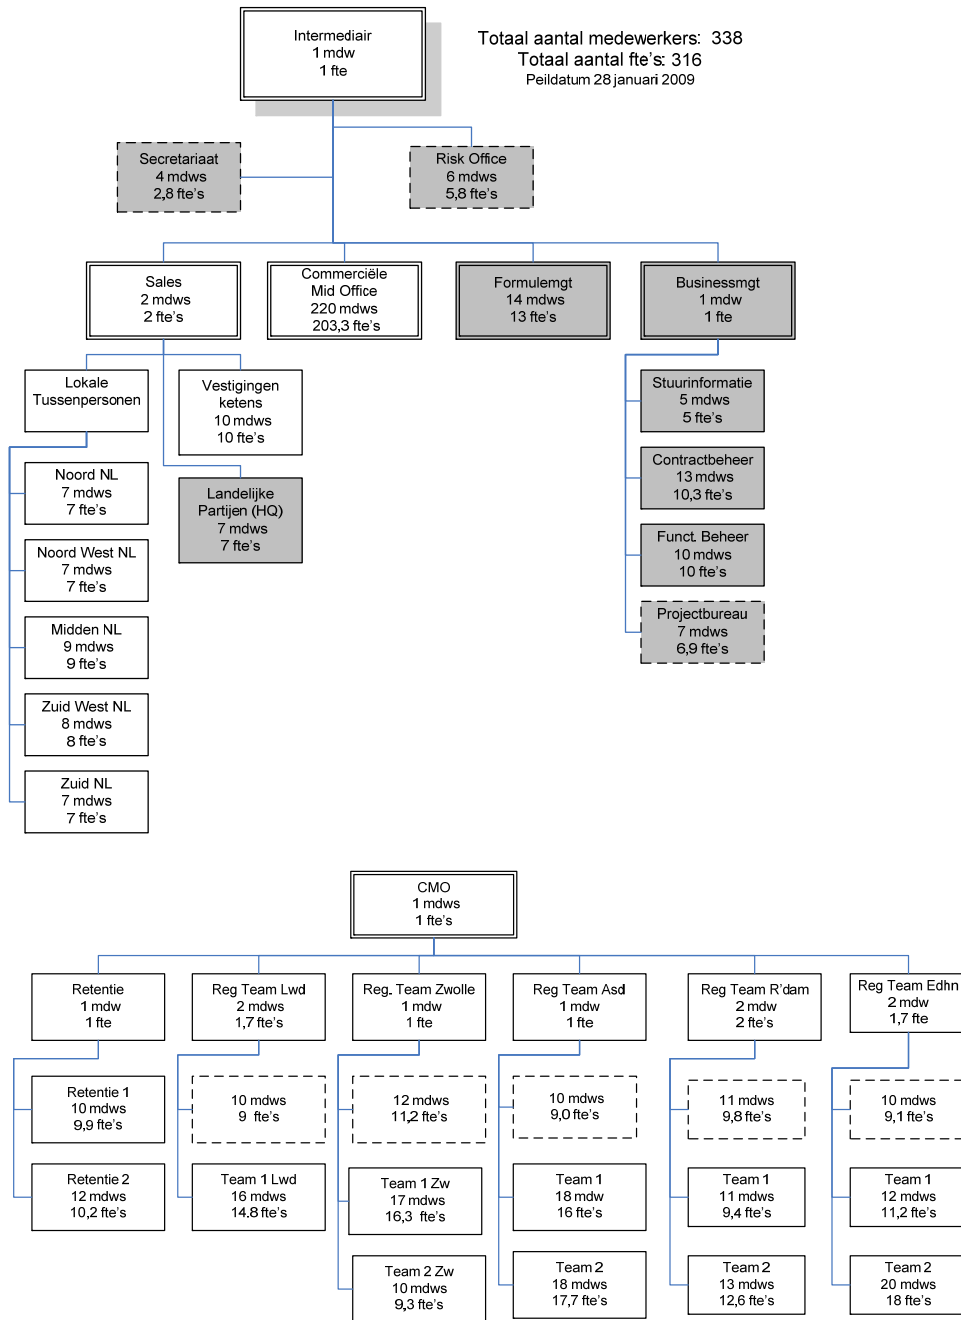 Intermediair
1 mdw
1 fte
Totaal aantal medewerkers: 338
Totaal aantal fte's: 316
Peildatum 28 januari 2009
Secretariaat
4 mdws
2,8 fte's
Risk Office
6 mdws
5,8 fte's
Sales
2 mdws
2 fte's
Commerciële
Mid Office
220 mdws
203,3 fte's
Formulemgt
14 mdws
13 fte's
Businessmgt
1 mdw
1 fte
Lokale
Tussenpersonen
Vestigingen
ketens
10 mdws
10 fte's
Stuurinformatie
5 mdws
5 fte's
Noord NL
7 mdws
7 fte's
Landelijke
Partijen (HQ)
7 mdws
7 fte's
Contractbeheer
13 mdws
10,3 fte's
Noord West NL
7 mdws
7 fte's
Funct. Beheer
10 mdws
10 fte's
Midden NL
9 mdws
9 fte's
Projectbureau
7 mdws
6,9 fte's
Zuid West NL
8 mdws
8 fte's
Zuid NL
7 mdws
7 fte's
CMO
1 mdws
1 fte's
Retentie
1 mdw
1 fte
Reg Team Lwd
2 mdws
1,7 fte's
Reg. Team Zwolle
1 mdw
1 fte
Reg Team Asd
1 mdw
1 fte
Reg Team R'dam
2 mdw
2 fte's
Reg Team Edhn
2 mdw
1,7 fte's
Retentie 1
10 mdws
9,9 fte's
10 mdws
9 fte's
12 mdws
11,2 fte's
10 mdws
9,0 fte's
11 mdws
9,8 fte's
10 mdws
9,1 fte's
Retentie 2
12 mdws
10,2 fte's
Team 1 Lwd
16 mdws
14.8 fte's
Team 1 Zw
17 mdws
16,3 fte's
Team 1
18 mdw
16 fte's
Team 1
11 mdws
9,4 fte's
Team 1
12 mdws
11,2 fte's
Team 2 Zw
10 mdws
9,3 fte's
Team 2
18 mdws
17,7 fte's
Team 2
13 mdws
12,6 fte's
Team 2
20 mdws
18 fte's